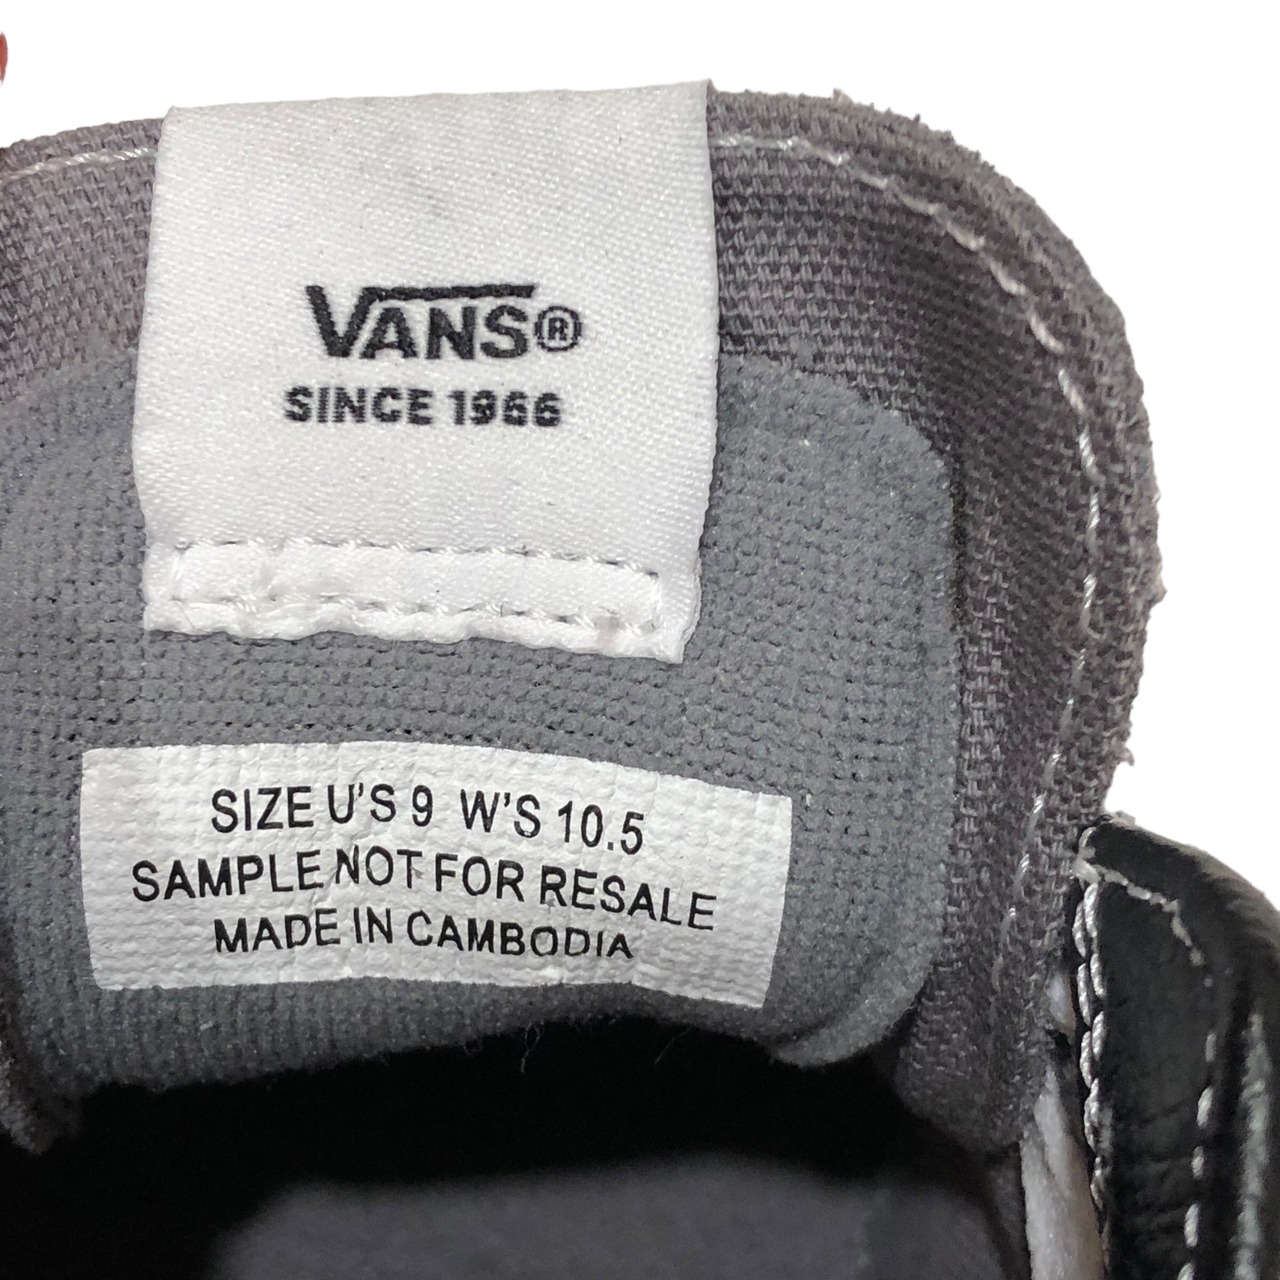 VANS®
SINCE 1966
SIZE U'S 9 W'S 10.5
SAMPLE NOT FOR RESALE
MADE IN CAMBODIA